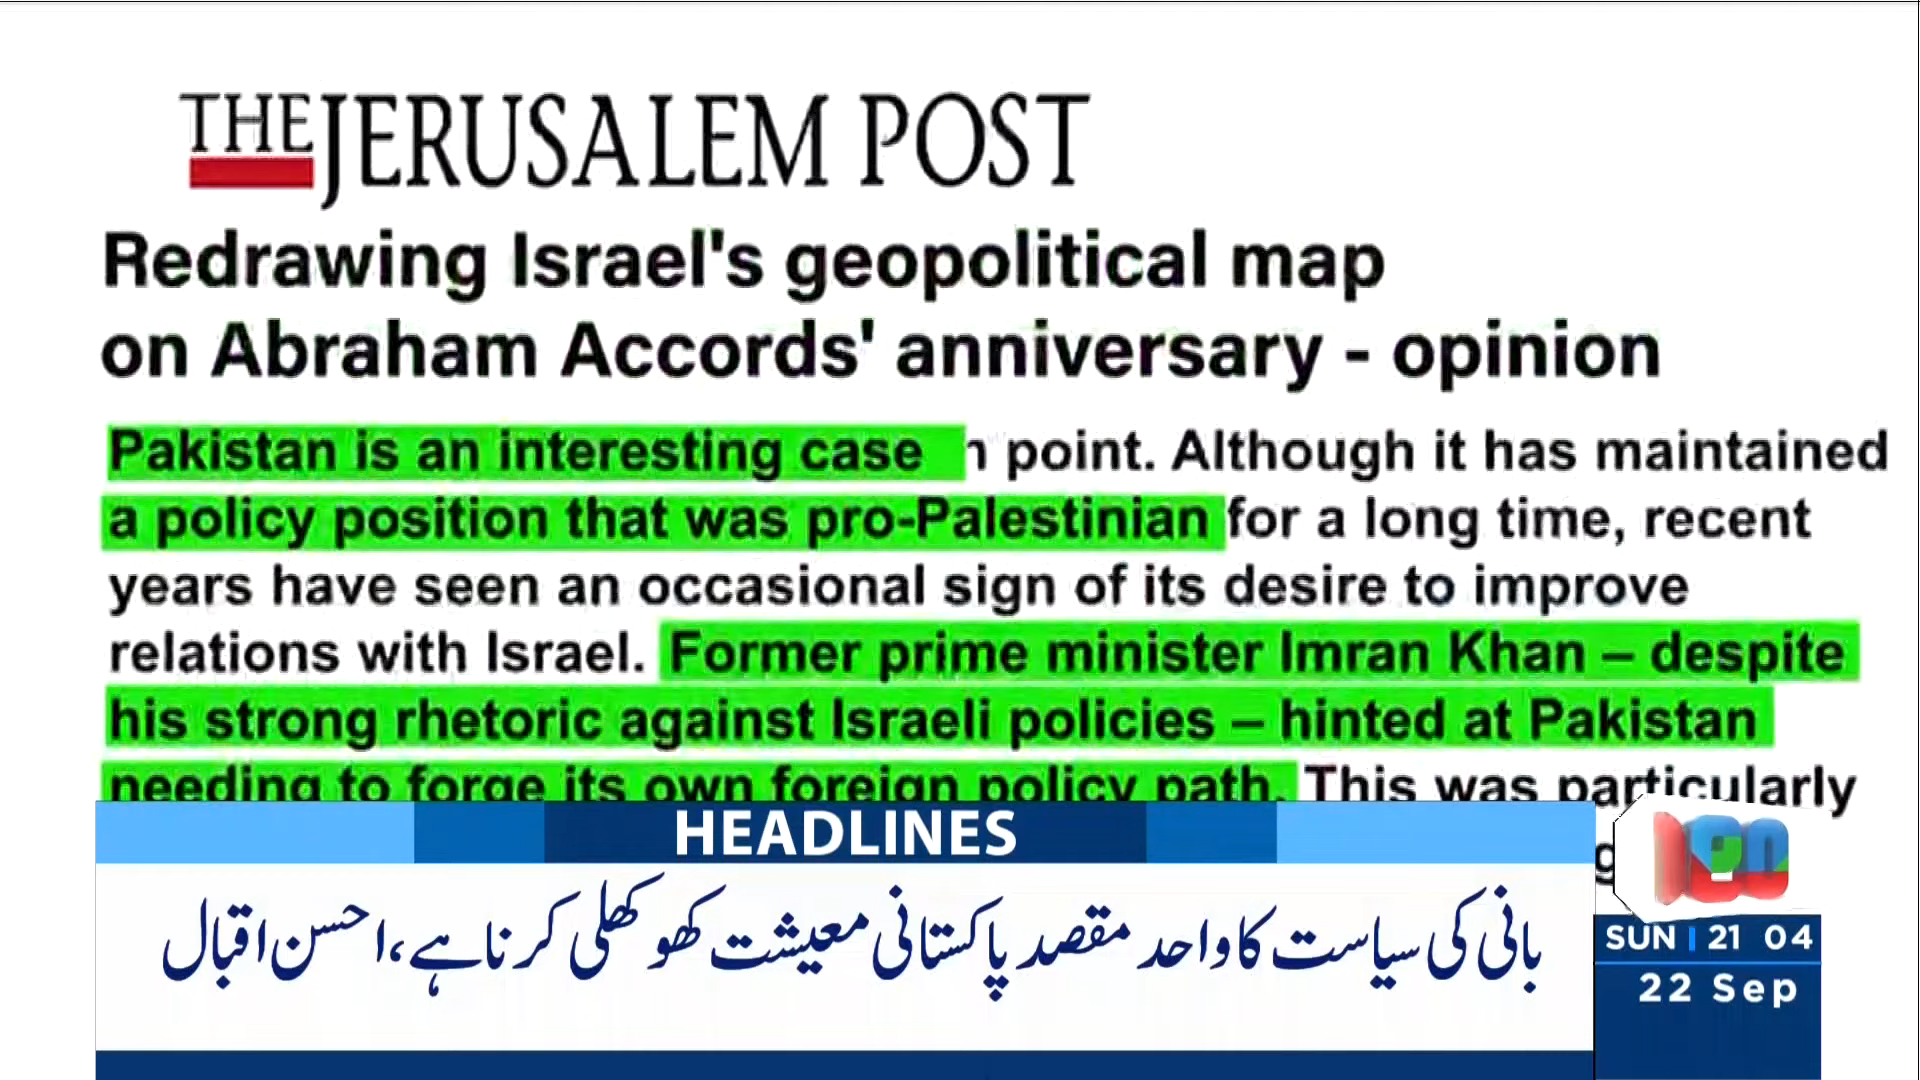 THE JERUSALEM POST
Redrawing Israel's geopolitical map
on Abraham Accords' anniversary - opinion
Pakistan is an interesting case n point. Although it has maintained
a policy position that was pro-Palestinian for a long time, recent
years have seen an occasional sign of its desire to improve
relations with Israel. Former prime minister Imran Khan – despite
his strong rhetoric against Israeli policies – hinted at Pakistan
needing to forge its own foreign policy path. This was particularly
HEADLINES
بانی کی سیاست کا واحد مقصد پاکستانی معیشت کھوکھلی کرنا ہے، احسن اقبال
SUN 21 04
22 Sep